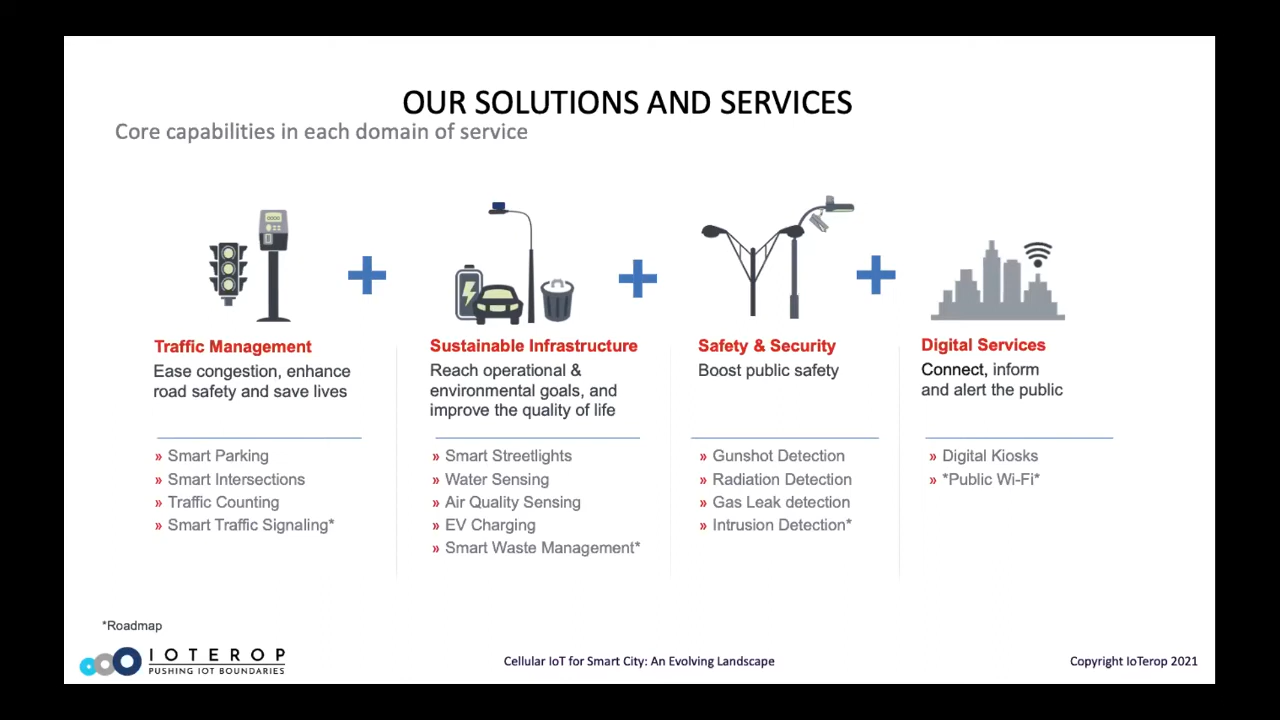 OUR SOLUTIONS AND SERVICES
Core capabilities in each domain of service
Traffic Management
Ease congestion, enhance
road safety and save lives
» Smart Parking
» Smart Intersections
» Traffic Counting
» Smart Traffic Signaling*
Sustainable Infrastructure
Reach operational &
environmental goals, and
improve the quality of life
» Smart Streetlights
» Water Sensing
» Air Quality Sensing
» EV Charging
» Smart Waste Management*
Safety & Security
Boost public safety
» Gunshot Detection
» Radiation Detection
» Gas Leak detection
» Intrusion Detection*
Digital Services
Connect, inform
and alert the public
» Digital Kiosks
» *Public Wi-Fi*
*Roadmap
IOTEROP
PUSHING IOT BOUNDARIES
Cellular IoT for Smart City: An Evolving Landscape
Copyright IoTerop 2021